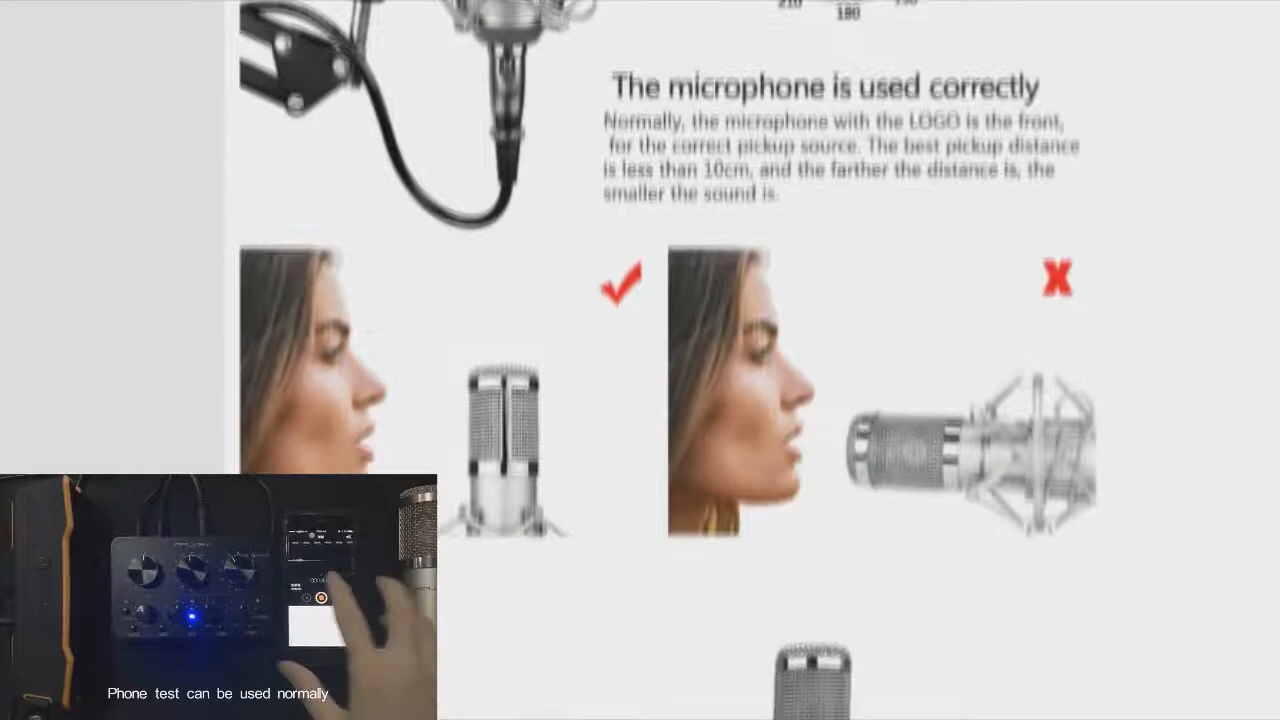 180
The microphone is used correctly
Normally, the microphone with the LOGO is the front,
for the correct pickup source. The best pickup distance
is less than 10cm, and the farther the distance is, the
smaller the sound is.
X
Phone test can be used normally